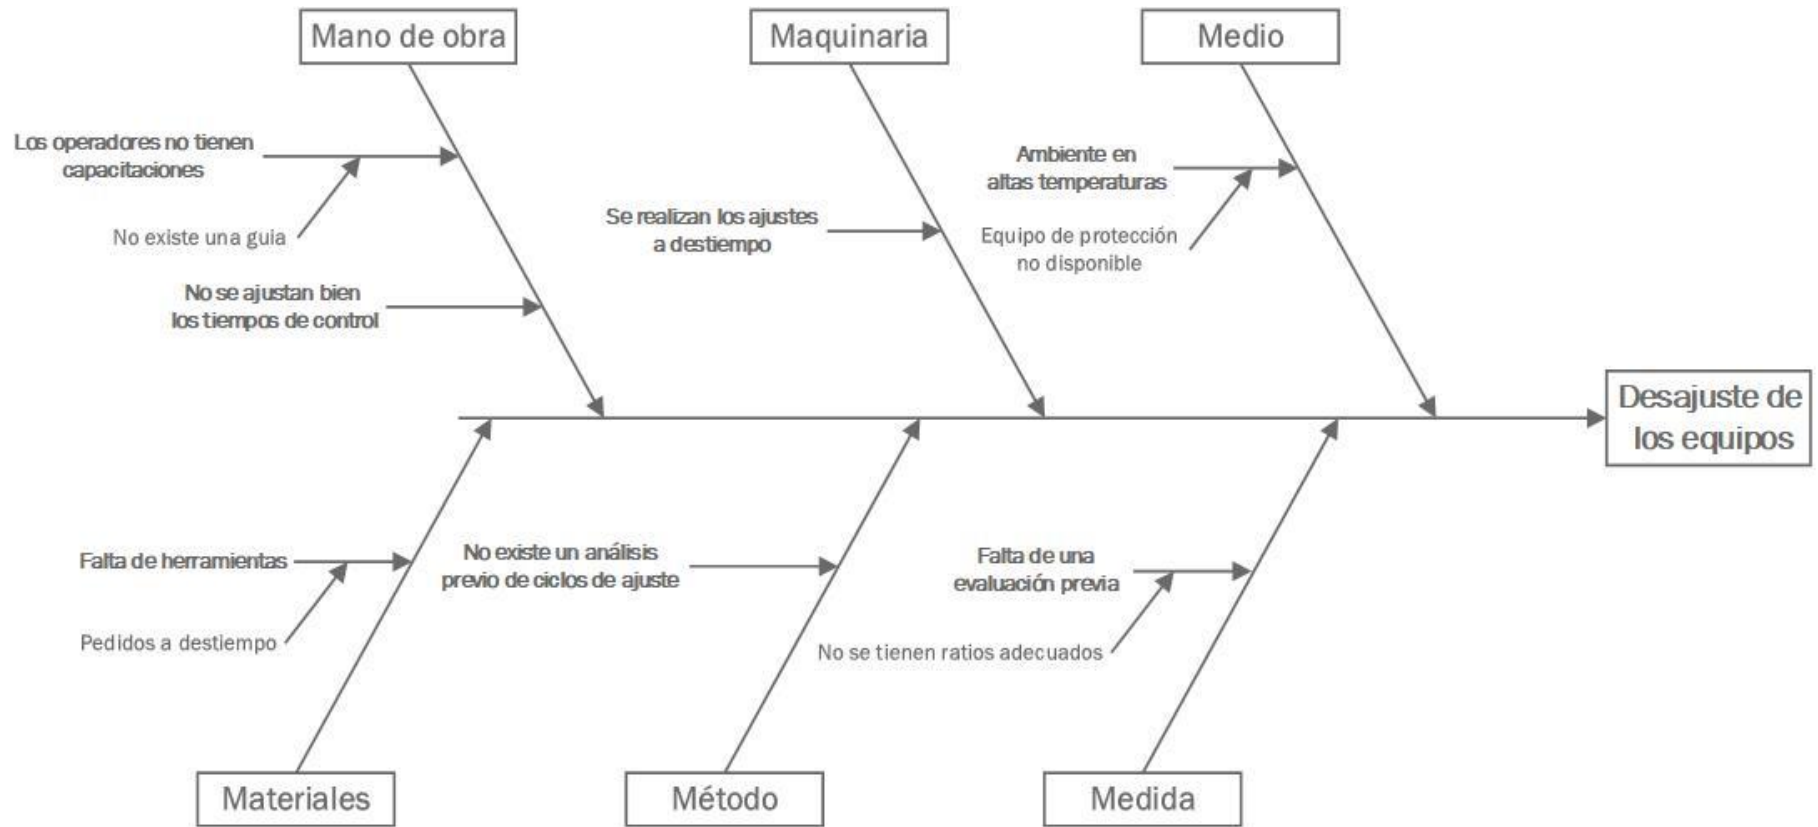 Mano de obra
Maquinaria
Medio
Los operadores no tienen
capacitaciones
No existe una guia
No se ajustan bien
los tiempos de control
Se realizan los ajustes
a destiempo
Ambiente en
altas temperaturas
Equipo de protección
no disponible
Desajuste de
los equipos
Falta de herramientas
Pedidos a destiempo
No existe un análisis
previo de ciclos de ajuste
Falta de una
evaluación previa
No se tienen ratios adecuados
Materiales
Método
Medida